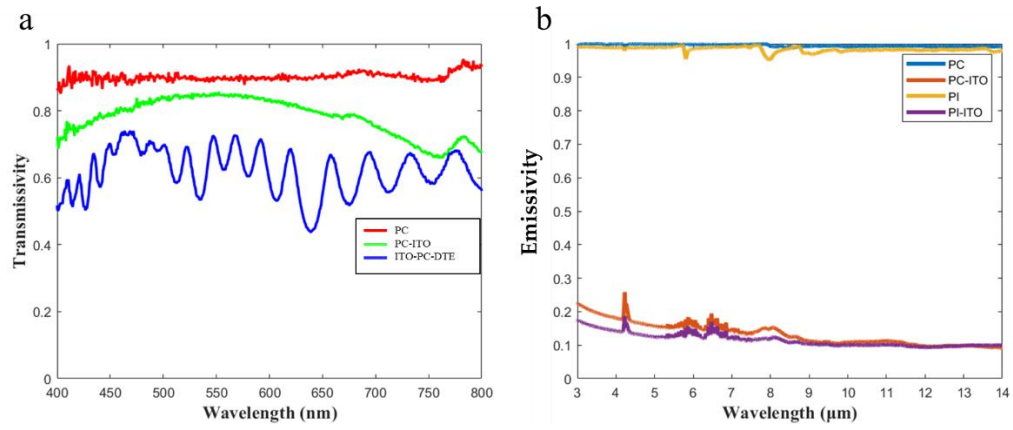 a
1
0.8
0.6
0.4
0.2
0
Transmissivity
400 450 500 550 600 650 700 750 800
Wavelength (nm)
PC
PC-ITO
ITO-PC-DTE
b
1
0.9
0.8
0.7
0.6
0.5
0.4
0.3
0.2
0.1
0
Emissivity
3 4 5 6 7 8 9 10 11 12 13 14
Wavelength (μm)
PC
PC-ITO
PI
PI-ITO